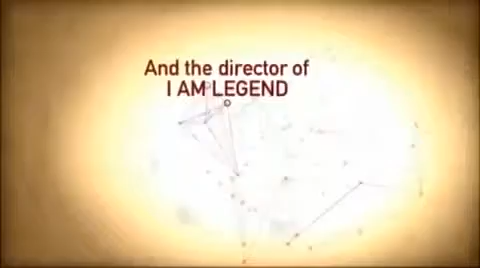 And the director of
I AM LEGEND